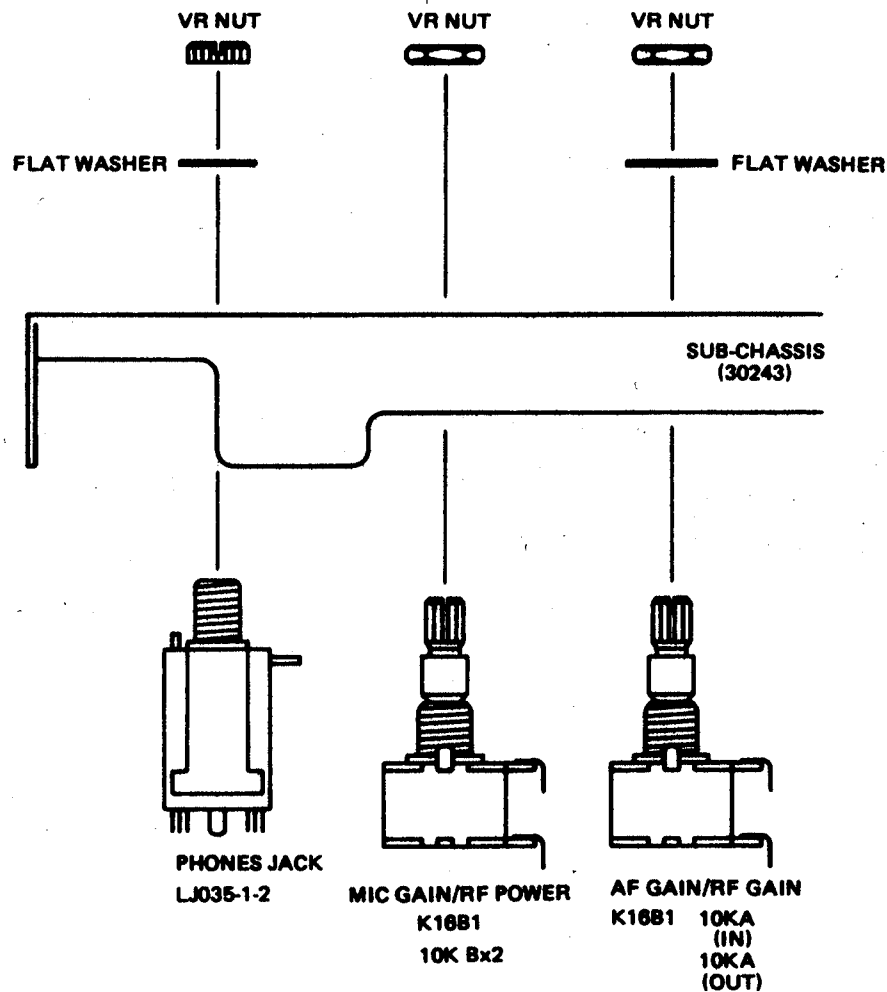 VR NUT
VR NUT
VR NUT
FLAT WASHER
FLAT WASHER
SUB-CHASSIS
(30243)
PHONES JACK
LJ035-1-2
MIC GAIN/RF POWER
K16B1
10K Bx2
AF GAIN/RF GAIN
K16B1 10KA
(IN)
10KA
(OUT)